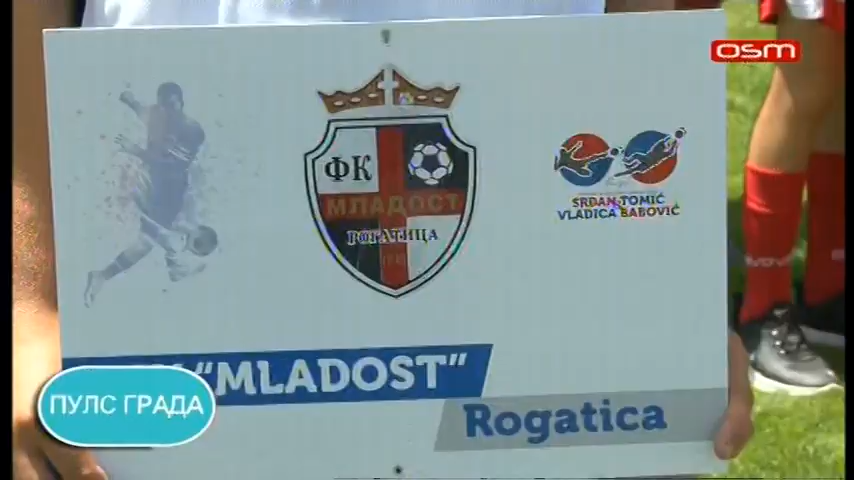 OSM
ФК
МЛАДОСТ
РОГАТИЦА
SRĐAN TOMIĆ
VLADICA BABOVIĆ
"MLADOST"
Rogatica
ПУЛС ГРАДА